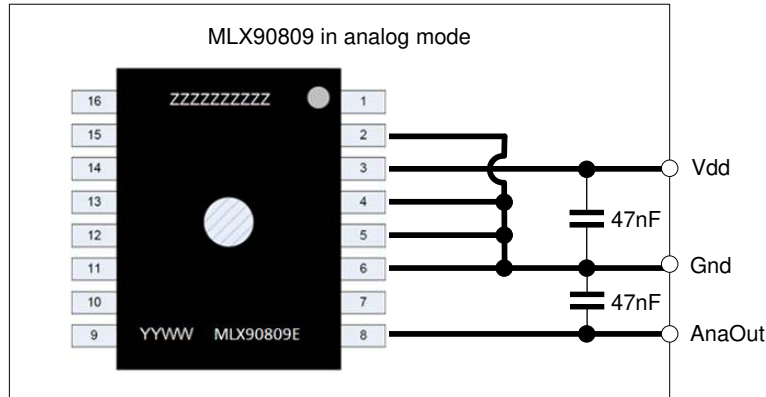 MLX90809 in analog mode
ZZZZZZZZZZ
16 1
15 2
14 3
Vdd
13 4
47nF
12 5
11 6
Gnd
10 7
47nF
9 YYWW MLX90809E 8
AnaOut